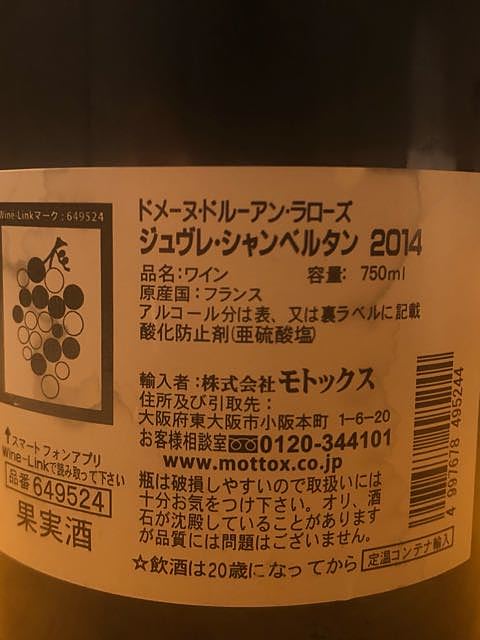 Wine-Linkマーク:649524
ドメーヌ・ドルーアン・ラローズ
ジュヴレ・シャンベルタン 2014
品名:ワイン 容量: 750ml
原産国:フランス
アルコール分は表、又は裏ラベルに記載
酸化防止剤(亜硫酸塩)
輸入者:株式会社 モトックス
住所及び引取先:
大阪府東大阪市小阪本町 1-6-20
お客様相談室 0120-344101
www.mottox.co.jp
瓶は破損しやすいので取扱いには
十分お気をつけ下さい。オリ、酒
石が沈殿していることがあります
が品質には問題はございません。
☆飲酒は20歳になってから
定温コンテナ輸入
↑スマートフォンアプリ
Wine-Linkで読み取って下さい
品番 649524
果実酒
4 997678 495244